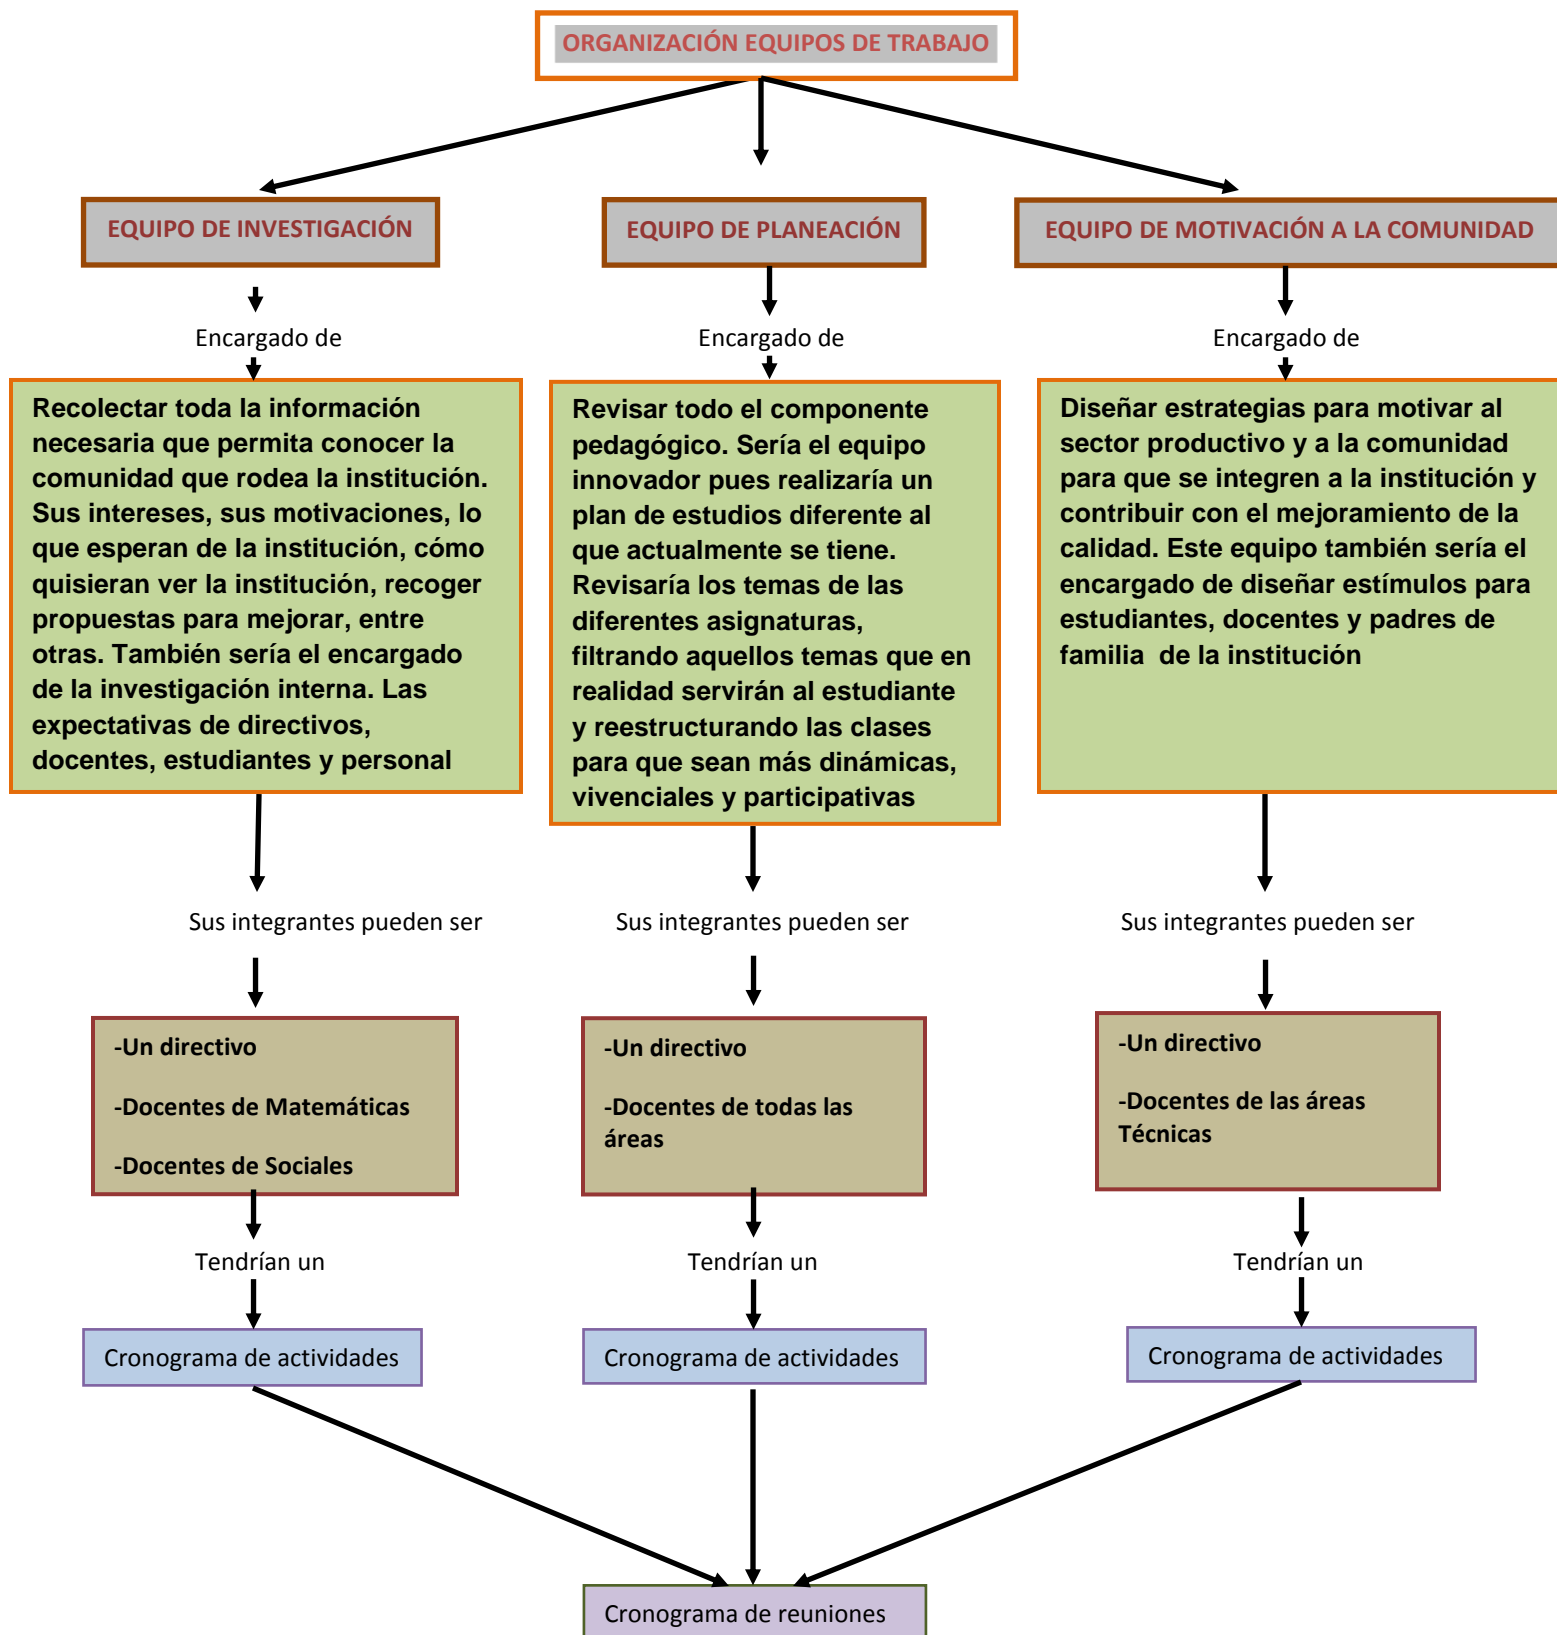 ORGANIZACIÓN EQUIPOS DE TRABAJO
EQUIPO DE INVESTIGACIÓN
EQUIPO DE PLANEACIÓN
EQUIPO DE MOTIVACIÓN A LA COMUNIDAD
Encargado de
Encargado de
Encargado de
Recolectar toda la información
necesaria que permita conocer la
comunidad que rodea la institución.
Sus intereses, sus motivaciones, lo
que esperan de la institución, cómo
quisieran ver la institución, recoger
propuestas para mejorar, entre
otras. También sería el encargado
de la investigación interna. Las
expectativas de directivos,
docentes, estudiantes y personal
Revisar todo el componente
pedagógico. Sería el equipo
innovador pues realizaría un
plan de estudios diferente al
que actualmente se tiene.
Revisaría los temas de las
diferentes asignaturas,
filtrando aquellos temas que en
realidad servirán al estudiante
y reestructurando las clases
para que sean más dinámicas,
vivenciales y participativas
Diseñar estrategias para motivar al
sector productivo y a la comunidad
para que se integren a la institución y
contribuir con el mejoramiento de la
calidad. Este equipo también sería el
encargado de diseñar estímulos para
estudiantes, docentes y padres de
familia de la institución
Sus integrantes pueden ser
Sus integrantes pueden ser
Sus integrantes pueden ser
-Un directivo
-Docentes de Matemáticas
-Docentes de Sociales
-Un directivo
-Docentes de todas las
áreas
-Un directivo
-Docentes de las áreas
Técnicas
Tendrían un
Tendrían un
Tendrían un
Cronograma de actividades
Cronograma de actividades
Cronograma de actividades
Cronograma de reuniones